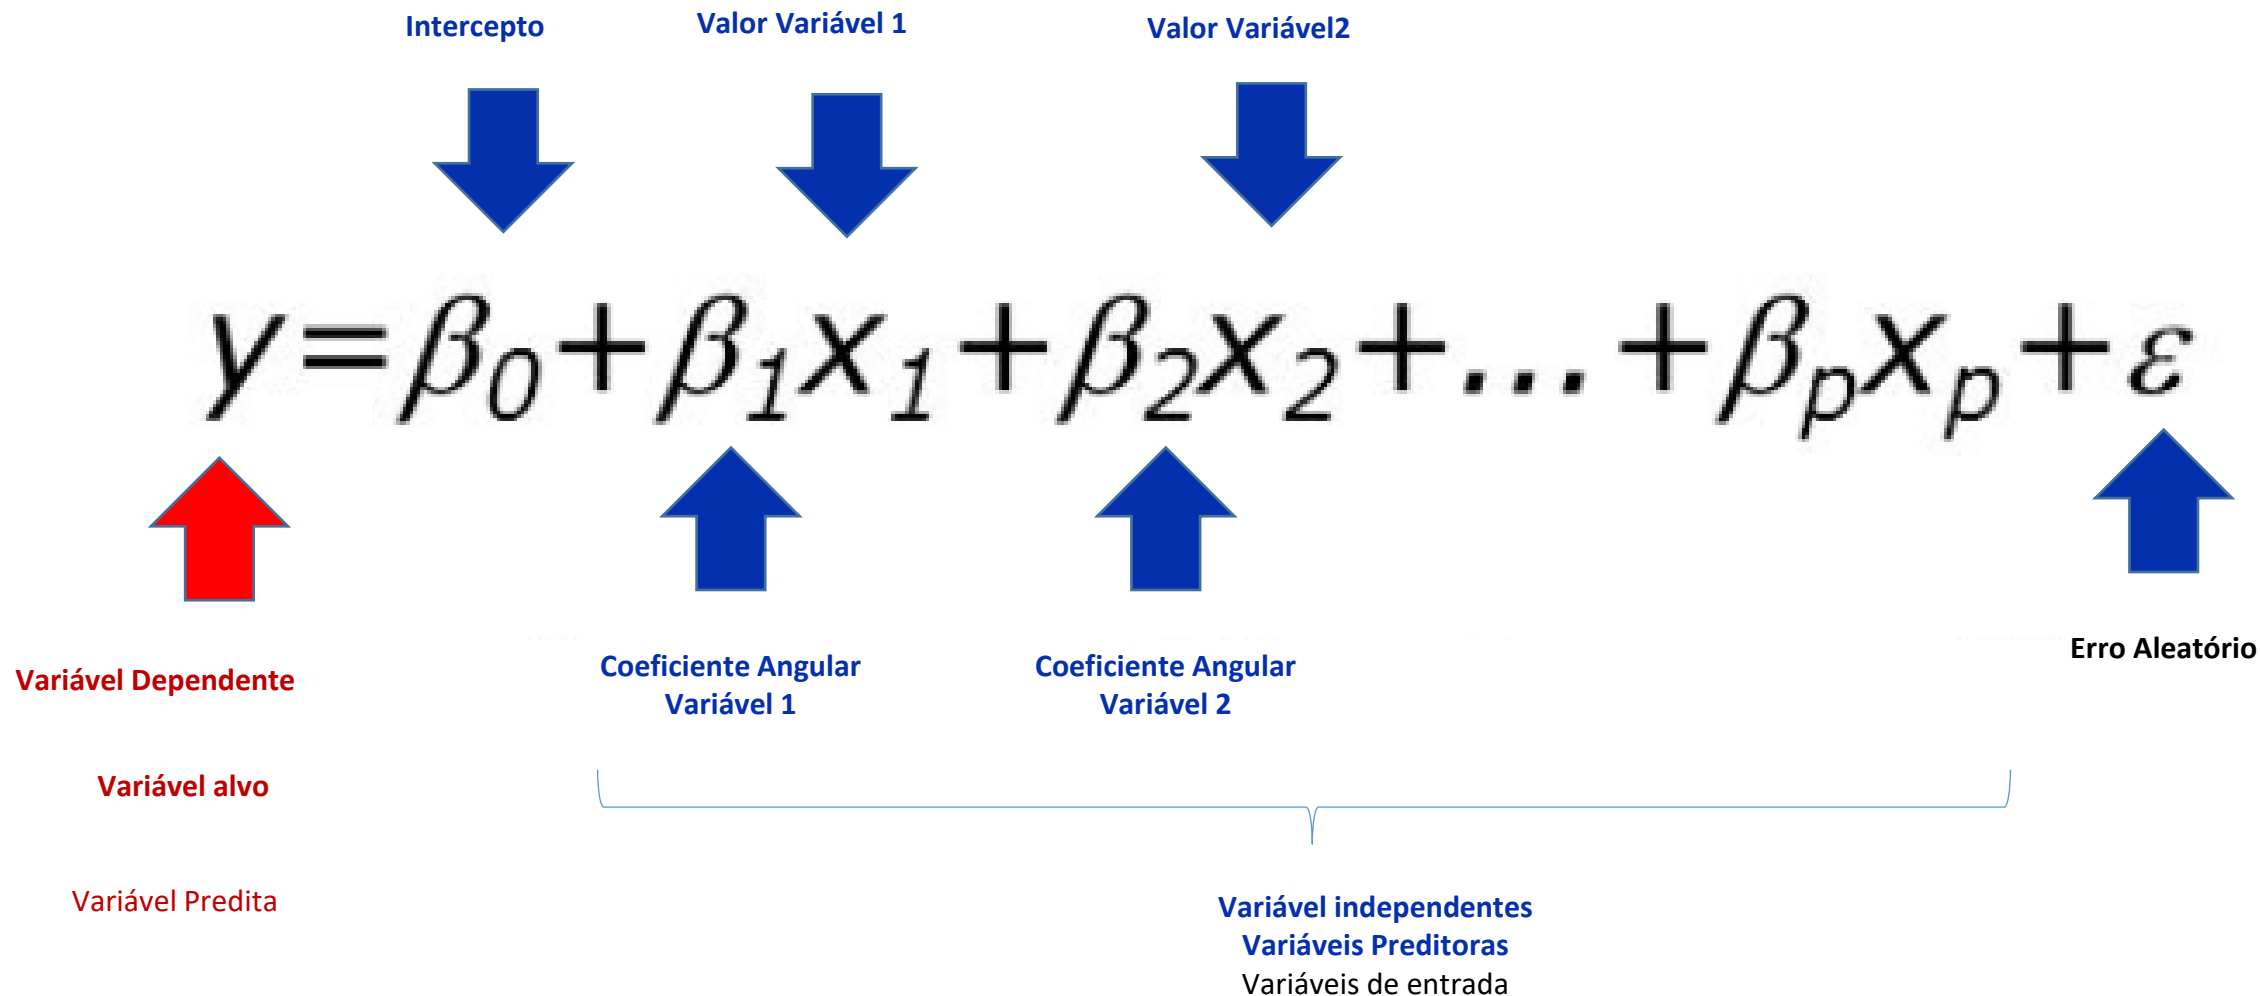 Intercepto
Valor Variável 1
Valor Variável2
y=β₀+β₁x₁+β₂x₂+...+βₚxₚ+ε
Variável Dependente
Coeficiente Angular
Variável 1
Coeficiente Angular
Variável 2
Erro Aleatório
Variável alvo
Variável Predita
Variável independentes
Variáveis Preditoras
Variáveis de entrada